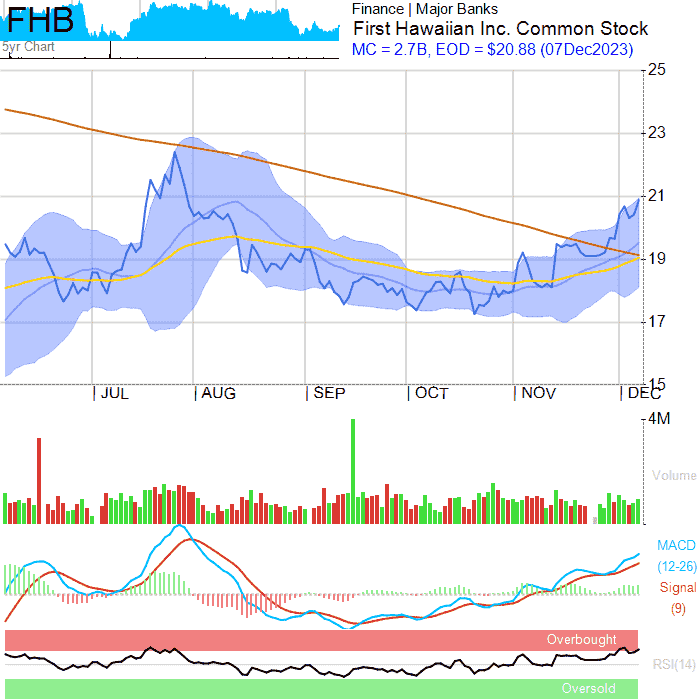 FHB
5yr Chart
Finance | Major Banks
First Hawaiian Inc. Common Stock
MC = 2.7B, EOD = $20.88 (07Dec2023)
25
23
21
19
17
15
| JUL | AUG | SEP | OCT | NOV | DEC
4M
Volume
MACD
(12-26)
Signal
(9)
Overbought
RSI(14)
Oversold